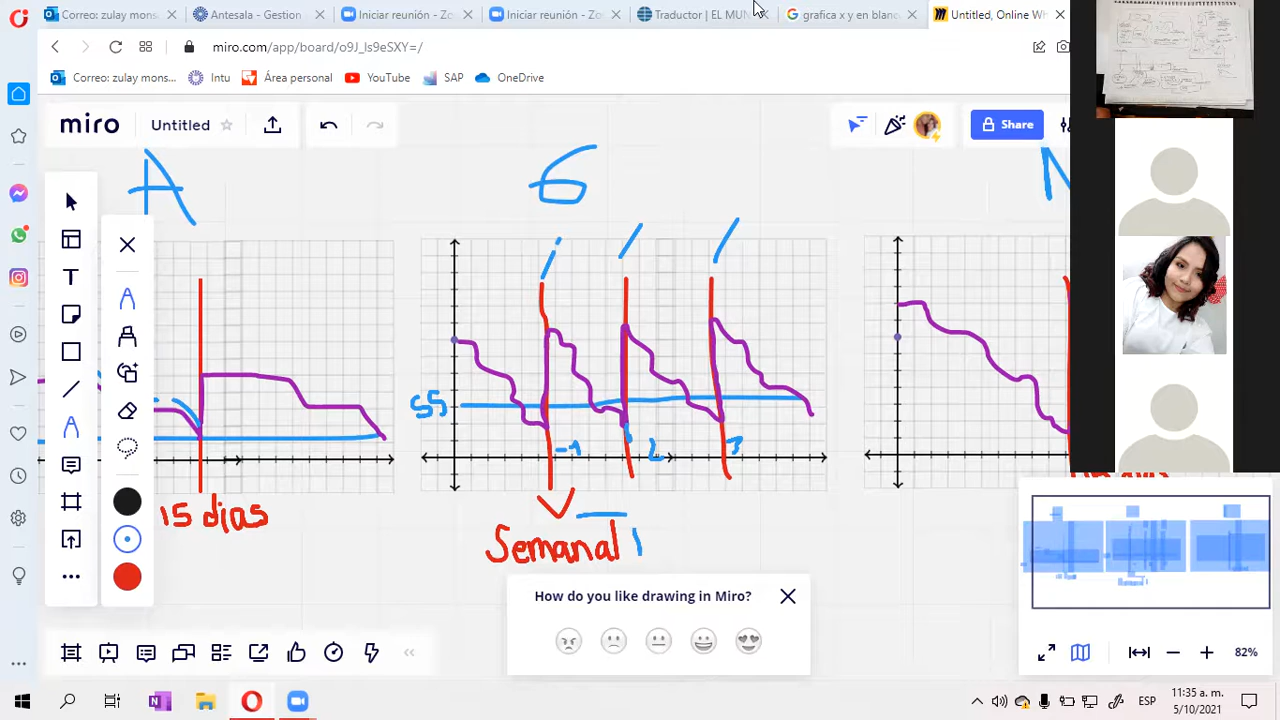 Correo: zulay mons
Antesala - Gestion
Iniciar reunión - Zo
Iniciar reunión - Zo
Traductor | EL MUN
grafica x y en blanc
Untitled, Online Wh
miro.com/app/board/o9J_ls9eSXY=/
Correo: zulay mons...
Intu
Área personal
YouTube
SAP
OneDrive
miro
Untitled
Share
A
G
SS
-1
2
3
15 dias
Semanal
How do you like drawing in Miro?
82%
ESP
11:35 a. m.
5/10/2021